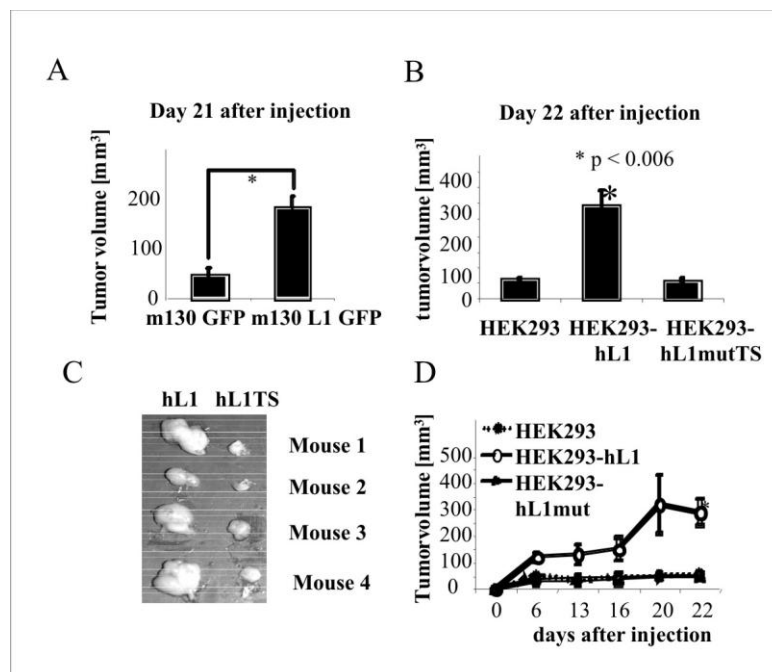 A
Day 21 after injection
Tumor volume [mm³]
200
100
0
*
m130 GFP m130 L1 GFP
B
Day 22 after injection
* p < 0.006
tumorvolume [mm³]
400
300
200
100
0
*
HEK293 HEK293- HEK293-
hL1 hL1mutTS
C
hL1 hL1TS
Mouse 1
Mouse 2
Mouse 3
Mouse 4
D
HEK293
HEK293-hL1
HEK293-
hL1mut
Tumorvolume [mm³]
500
400
300
200
100
0
*
0 6 13 16 20 22
days after injection